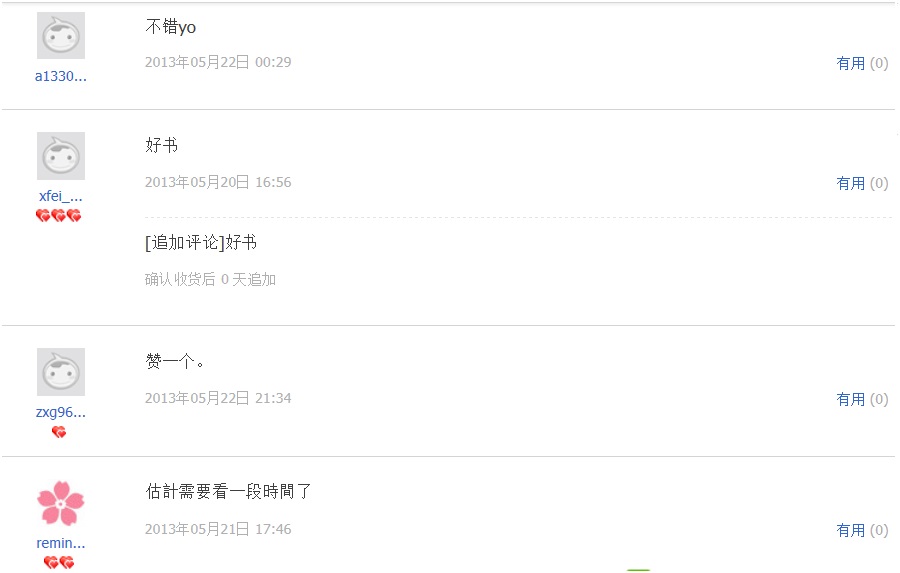 不错yo
2013年05月22日 00:29
有用 (0)
a1330...
好书
2013年05月20日 16:56
有用 (0)
xfei_...
[追加评论]好书
确认收货后 0 天追加
赞一个。
2013年05月22日 21:34
有用 (0)
zxg96...
估計需要看一段時間了
2013年05月21日 17:46
有用 (0)
remin...